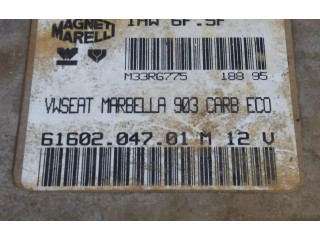 MAGNETI
MARELLI
IAW 6F.SF
M33RG775 188 95
VWSEAT MARBELLA 903 CARB ECO
61602.047.01 M 12 V